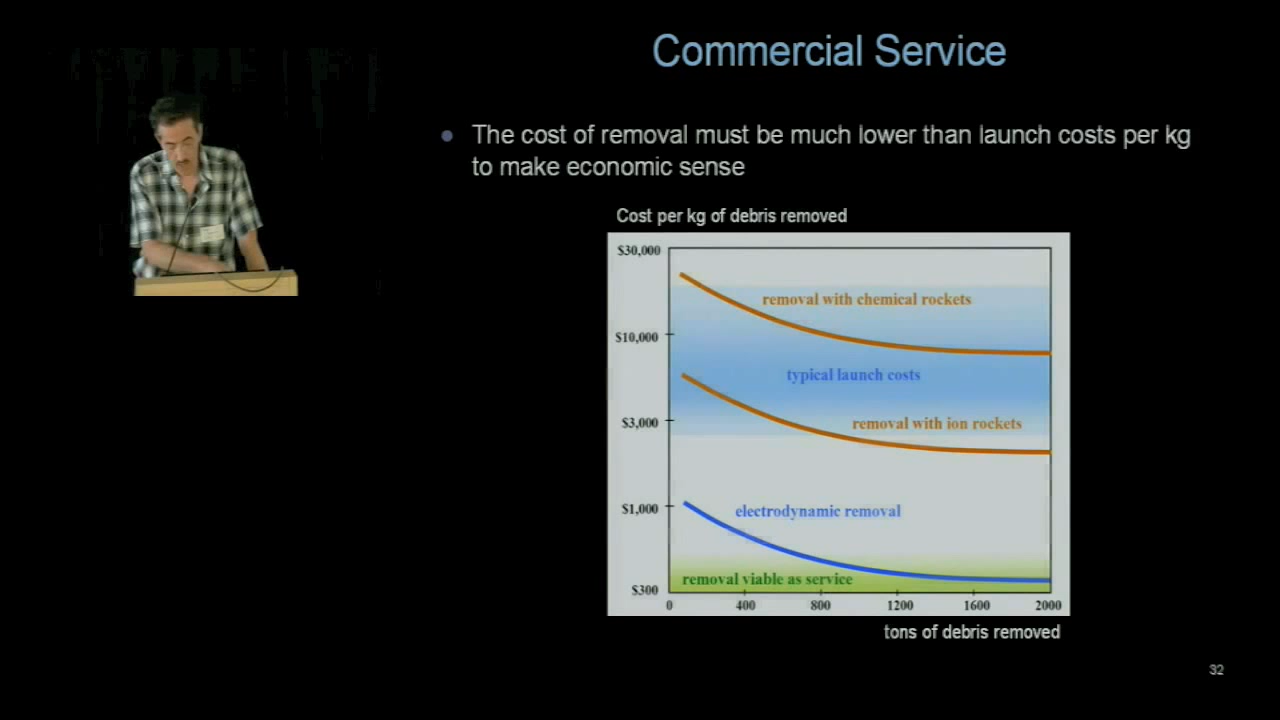 Commercial Service
The cost of removal must be much lower than launch costs per kg
to make economic sense
Cost per kg of debris removed
$30,000
removal with chemical rockets
$10,000
typical launch costs
$3,000
removal with ion rockets
$1,000
electrodynamic removal
removal viable as service
$300
0 400 800 1200 1600 2000
tons of debris removed
32